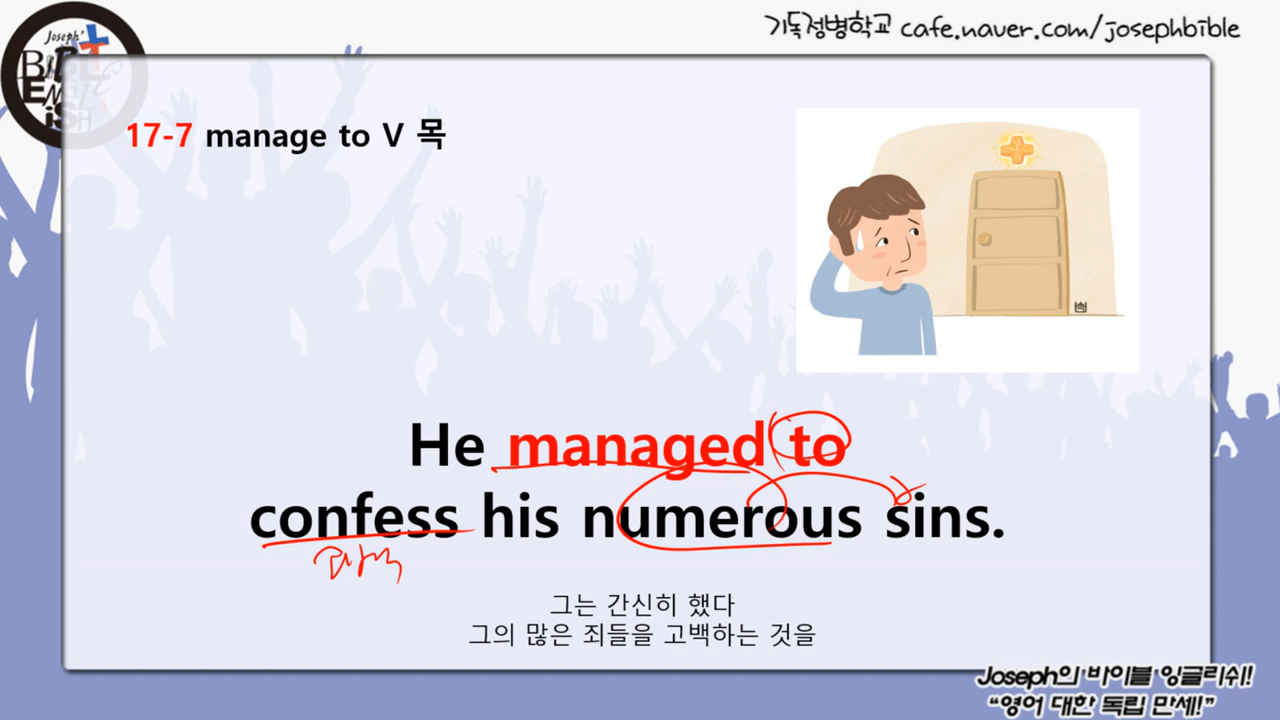 기독정병학교 cafe.naver.com/josephbible
Joseph'
BIBLE
ENGLISH
17-7 manage to V 목
He managed to
confess his numerous sins.
그는 간신히 했다
그의 많은 죄들을 고백하는 것을
Joseph의 바이블 잉글리쉬!
“영어 대한 독립 만세!”